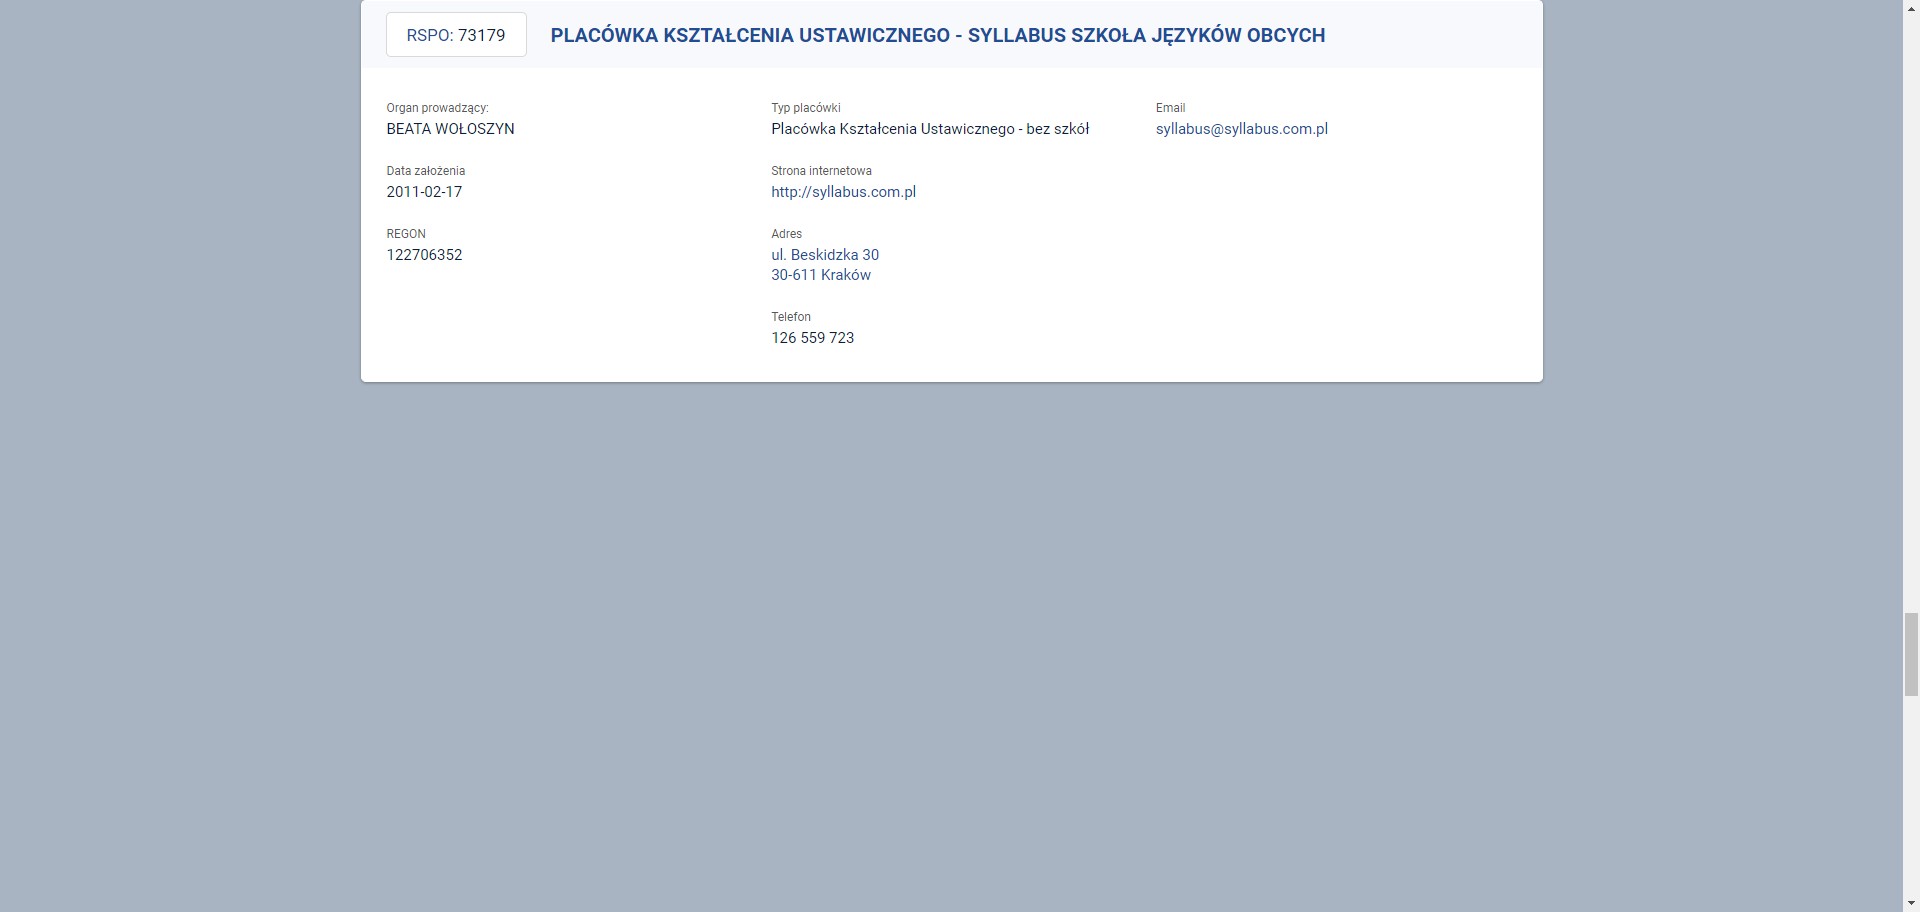 RSPO: 73179
PLACÓWKA KSZTAŁCENIA USTAWICZNEGO - SYLLABUS SZKOŁA JĘZYKÓW OBCYCH
Organ prowadzący:
BEATA WOŁOSZYN
Data założenia
2011-02-17
REGON
122706352
Typ placówki
Placówka Kształcenia Ustawicznego - bez szkół
Strona internetowa
http://syllabus.com.pl
Adres
ul. Beskidzka 30
30-611 Kraków
Telefon
126 559 723
Email
syllabus@syllabus.com.pl